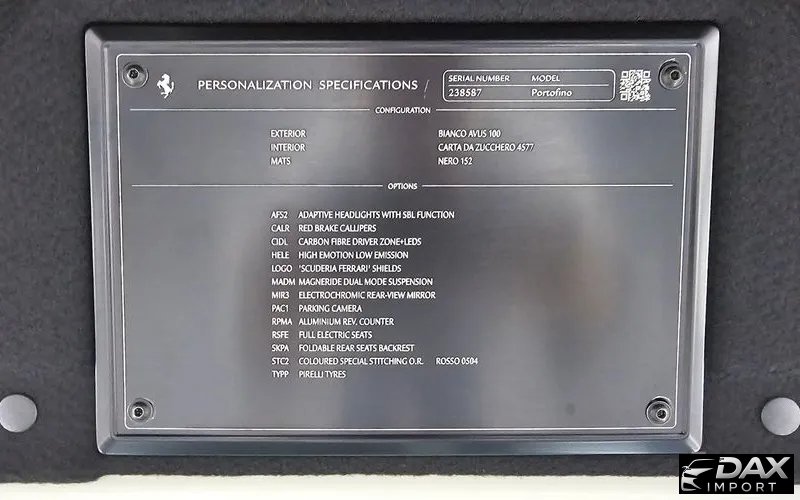 PERSONALIZATION SPECIFICATIONS /
SERIAL NUMBER MODEL
238587 Portofino
CONFIGURATION
EXTERIOR BIANCO AVUS 100
INTERIOR CARTA DA ZUCCHERO 4577
MATS NERO 152
OPTIONS
AFS2 ADAPTIVE HEADLIGHTS WITH SBL FUNCTION
CALR RED BRAKE CALLIPERS
CIDL CARBON FIBRE DRIVER ZONE+LEDS
HELE HIGH EMOTION LOW EMISSION
LOGO 'SCUDERIA FERRARI' SHIELDS
MADM MAGNERIDE DUAL MODE SUSPENSION
MIR3 ELECTROCHROMIC REAR-VIEW MIRROR
PAC1 PARKING CAMERA
RPMA ALUMINIUM REV. COUNTER
RSFE FULL ELECTRIC SEATS
SKPA FOLDABLE REAR SEATS BACKREST
STC2 COLOURED SPECIAL STITCHING O.R. ROSSO 0504
TYPP PIRELLI TYRES
DAX
IMPORT